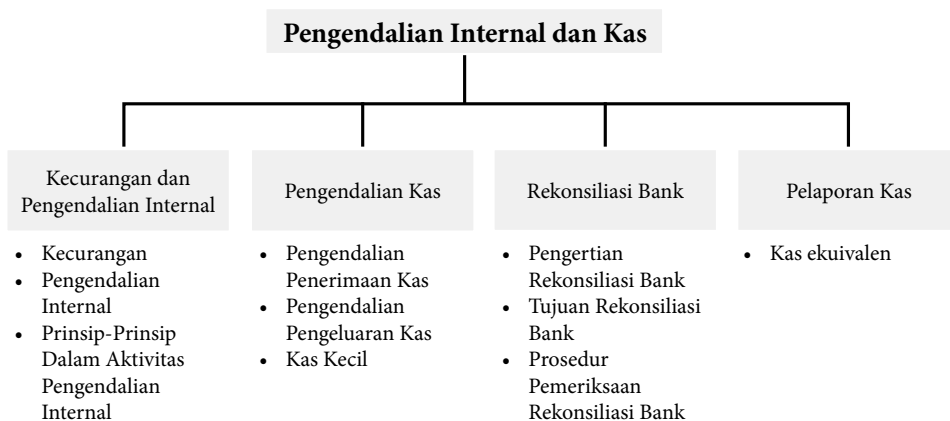 Pengendalian Internal dan Kas
Kecurangan dan
Pengendalian Internal
• Kecurangan
• Pengendalian
Internal
• Prinsip-Prinsip
Dalam Aktivitas
Pengendalian
Internal
Pengendalian Kas
• Pengendalian
Penerimaan Kas
• Pengendalian
Pengeluaran Kas
• Kas Kecil
Rekonsiliasi Bank
• Pengertian
Rekonsiliasi Bank
• Tujuan Rekonsiliasi
Bank
• Prosedur
Pemeriksaan
Rekonsiliasi Bank
Pelaporan Kas
• Kas ekuivalen